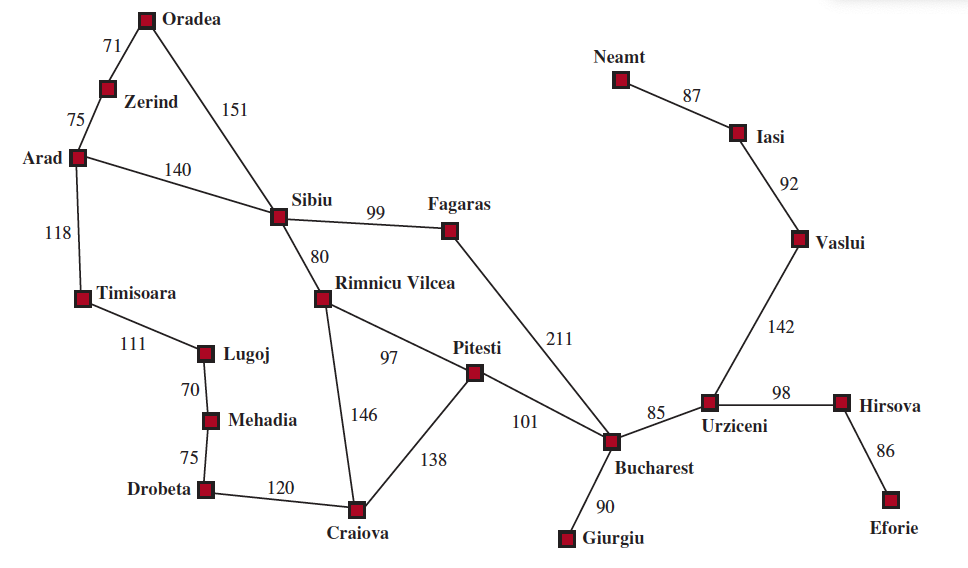 Oradea
71
Neamt
Zerind
87
151
75
Iasi
Arad
140
92
Sibiu
Fagaras
99
118
Vaslui
80
Timisoara
Rimnicu Vilcea
142
111
211
Lugoj
97
Pitesti
70
98
146
101
85
Hirsova
Mehadia
Urziceni
75
138
86
Bucharest
Drobeta
120
90
Craiova
Giurgiu
Eforie